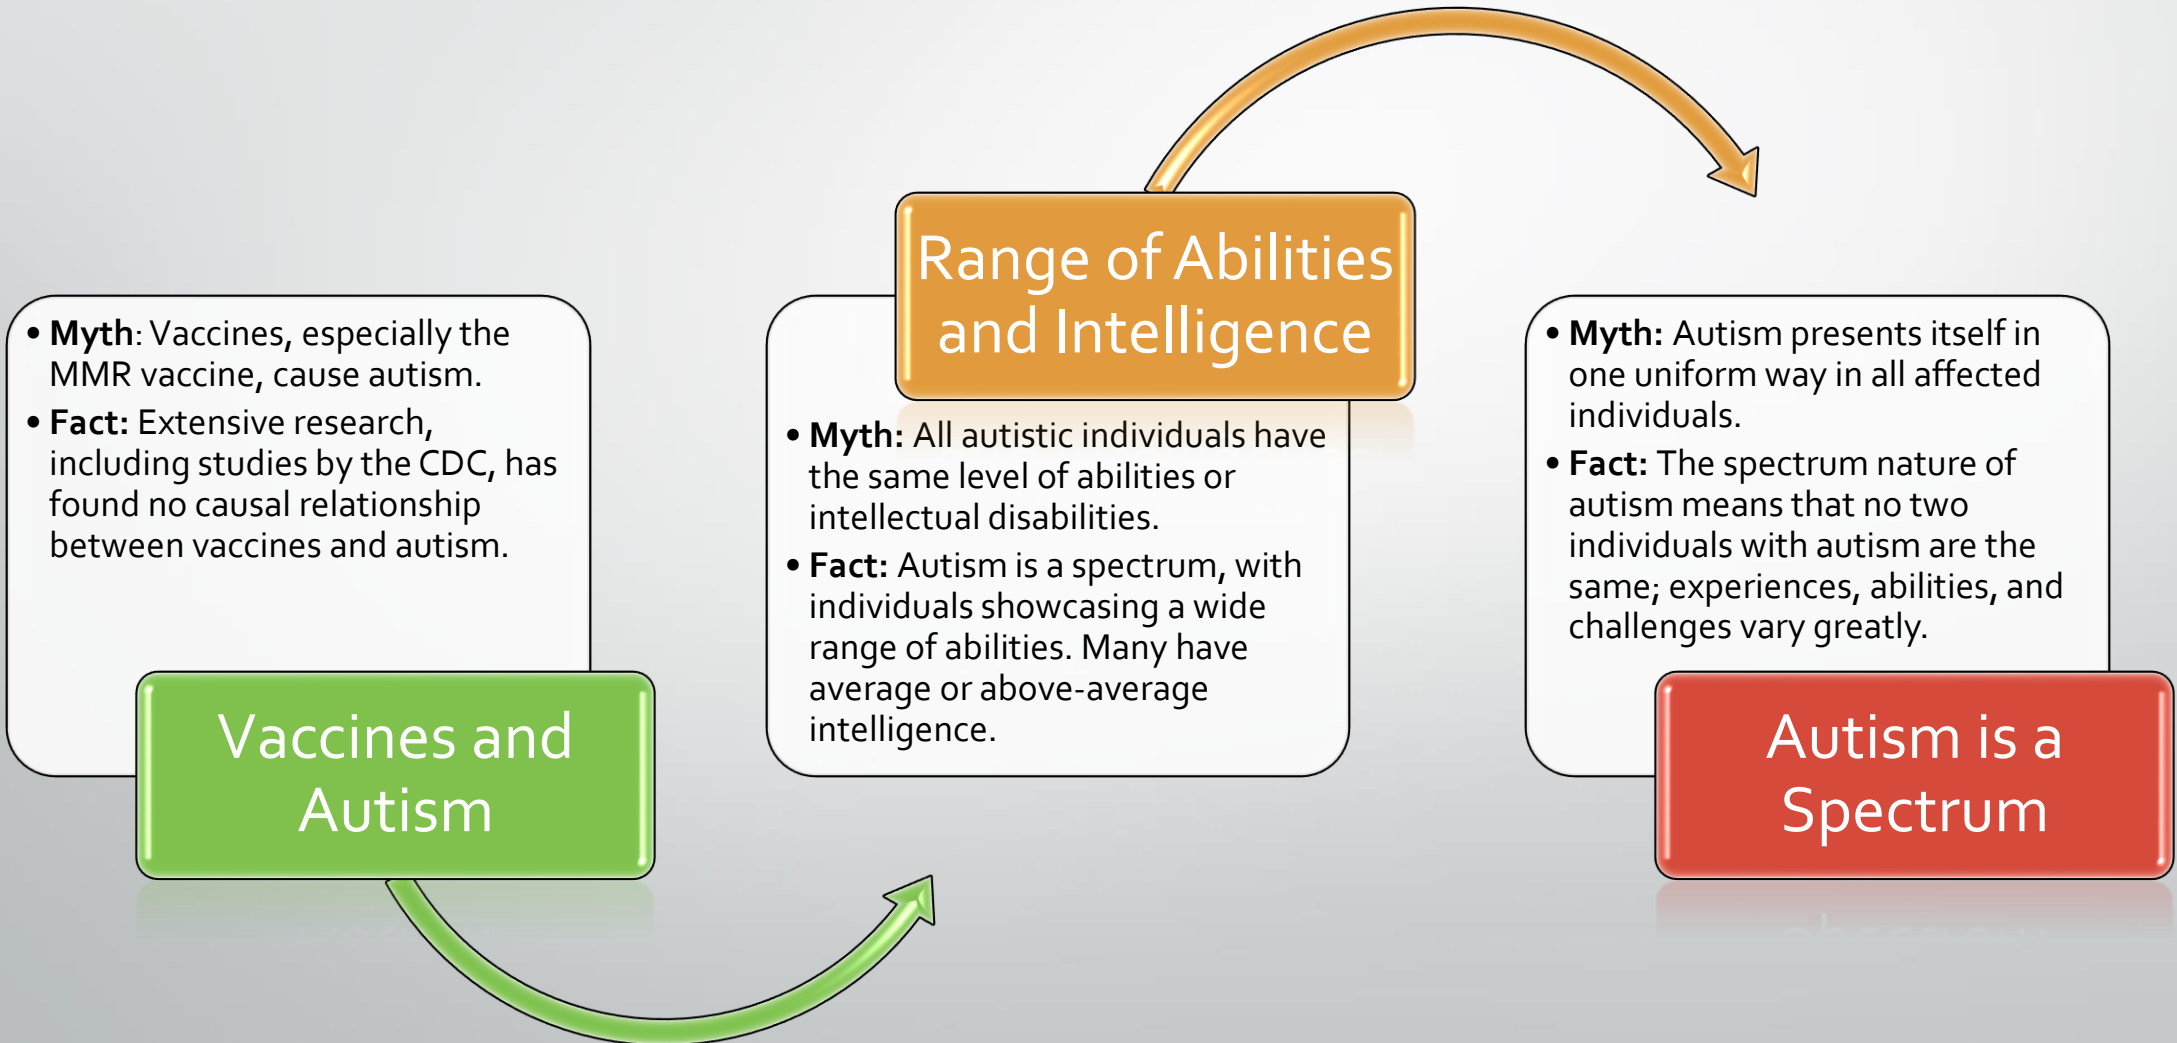 • Myth: Vaccines, especially the
MMR vaccine, cause autism.
• Fact: Extensive research,
including studies by the CDC, has
found no causal relationship
between vaccines and autism.
Vaccines and
Autism
Range of Abilities
and Intelligence
• Myth: All autistic individuals have
the same level of abilities or
intellectual disabilities.
• Fact: Autism is a spectrum, with
individuals showcasing a wide
range of abilities. Many have
average or above-average
intelligence.
• Myth: Autism presents itself in
one uniform way in all affected
individuals.
• Fact: The spectrum nature of
autism means that no two
individuals with autism are the
same; experiences, abilities, and
challenges vary greatly.
Autism is a
Spectrum